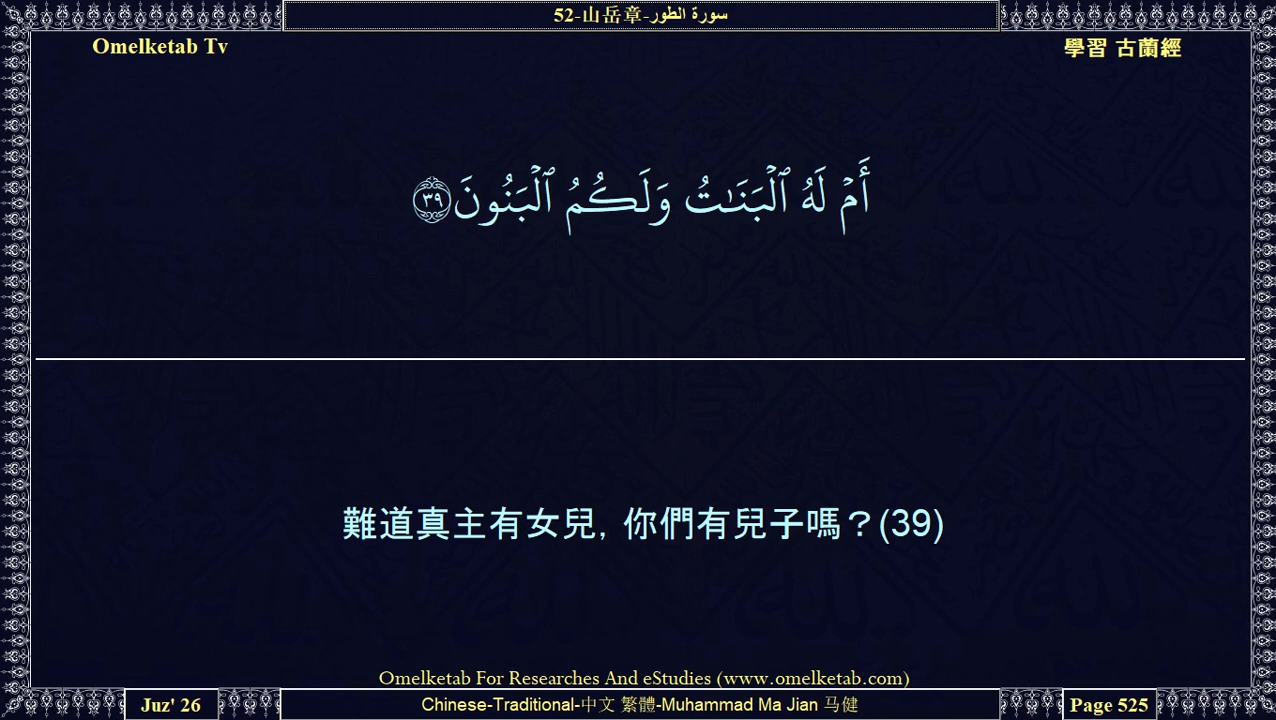 52-山岳章-سورة الطور
Omelketab Tv
學習 古蘭經
أَمۡ لَهُ ٱلۡبَنَـٰتُ وَلَكُمُ ٱلۡبَنُونَ ٣٩
難道真主有女兒, 你們有兒子嗎？(39)
Omelketab For Researches And eStudies (www.omelketab.com)
Juz' 26
Chinese-Traditional-中文 繁體-Muhammad Ma Jian 马健
Page 525